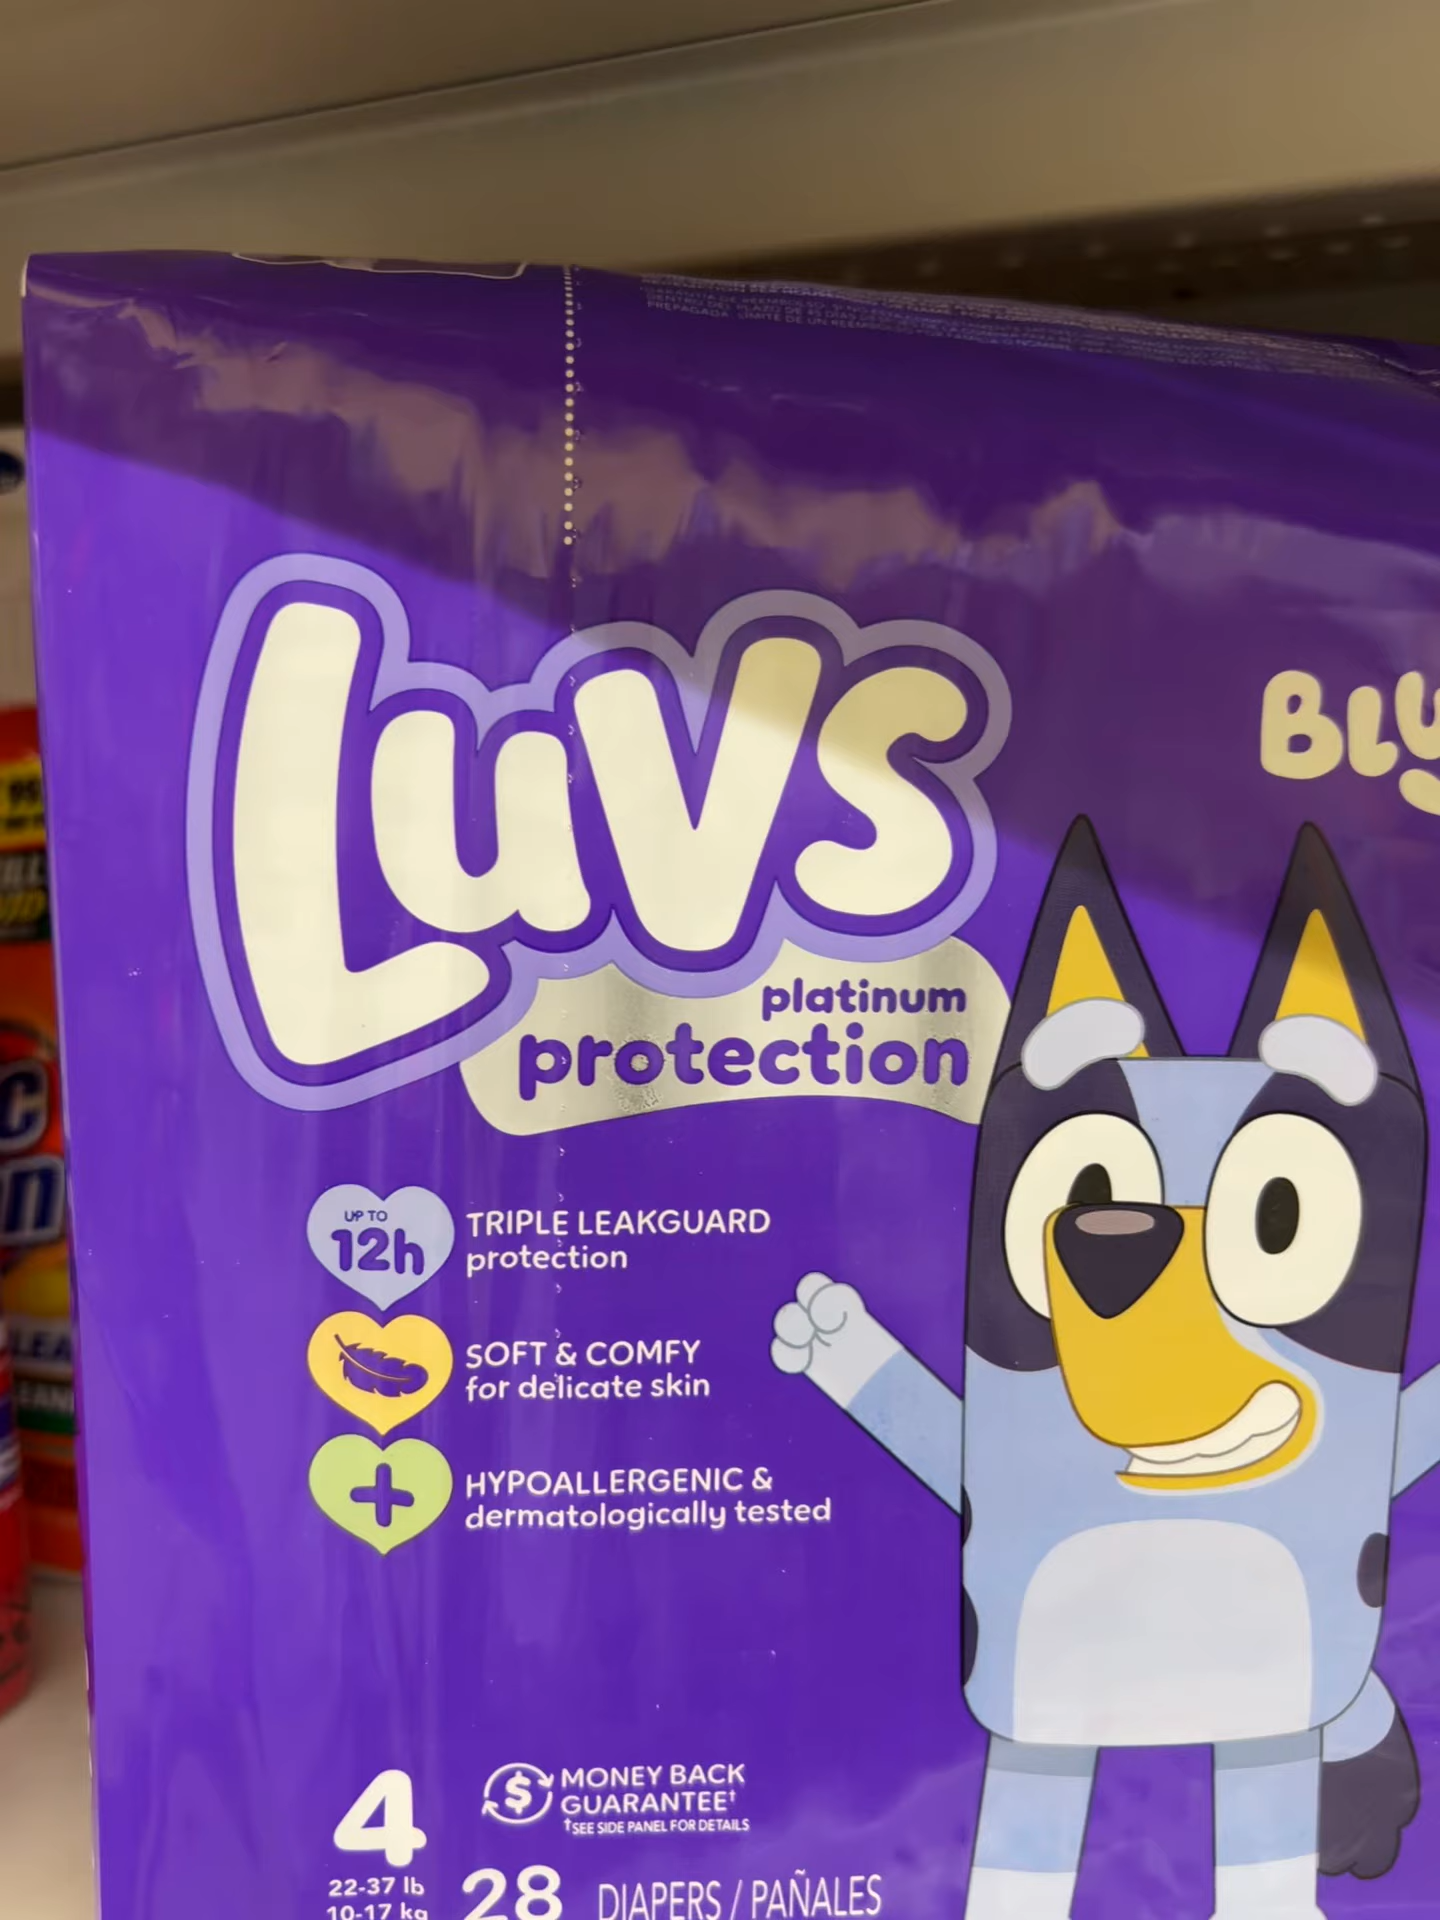 Luvs
BLU
platinum
protection
UP TO
12h
TRIPLE LEAKGUARD
protection
SOFT & COMFY
for delicate skin
HYPOALLERGENIC &
dermatologically tested
4
22-37 lb
10-17 kg
MONEY BACK
GUARANTEE†
†SEE SIDE PANEL FOR DETAILS
28 DIAPERS / PAÑALES